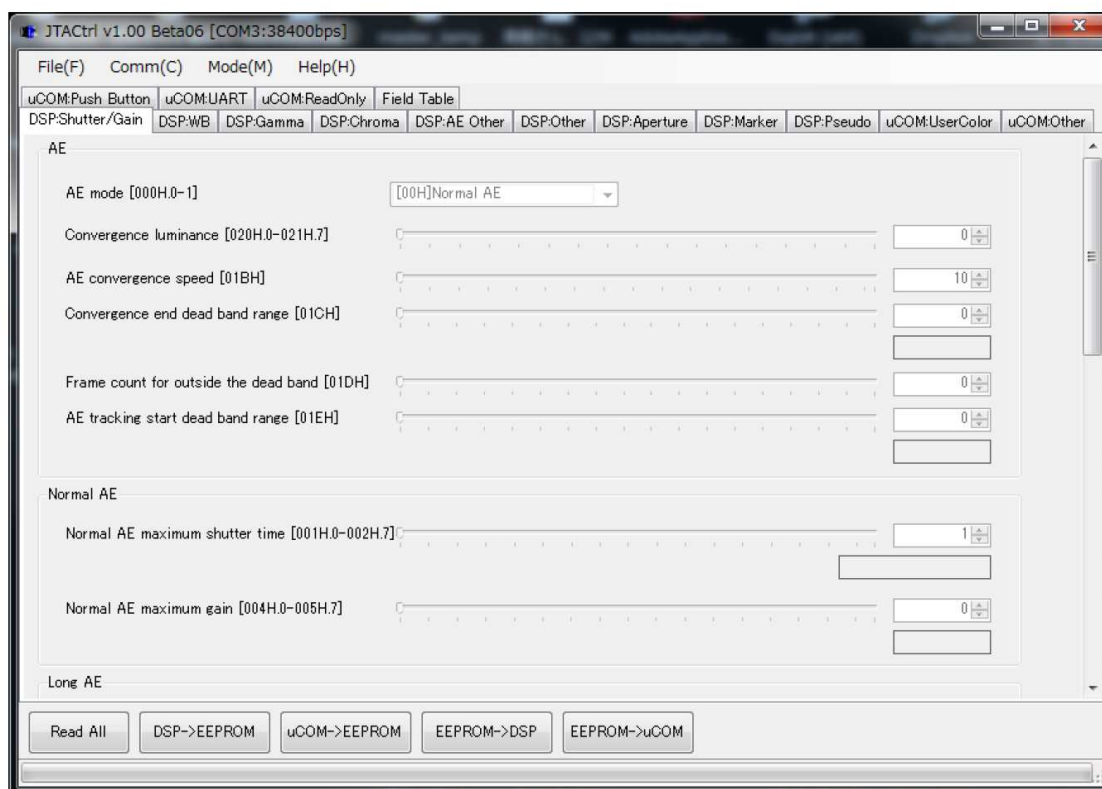 JTACtrl v1.00 Beta06 [COM3:38400bps]
File(F) Comm(C) Mode(M) Help(H)
uCOM:Push Button uCOM:UART uCOM:ReadOnly Field Table
DSP:Shutter/Gain DSP:WB DSP:Gamma DSP:Chroma DSP:AE Other DSP:Other DSP:Aperture DSP:Marker DSP:Pseudo uCOM:UserColor uCOM:Other
AE
AE mode [000H.0-1] [00H]Normal AE
Convergence luminance [020H.0-021H.7] 0
AE convergence speed [01BH] 10
Convergence end dead band range [01CH] 0
Frame count for outside the dead band [01DH] 0
AE tracking start dead band range [01EH] 0
Normal AE
Normal AE maximum shutter time [001H.0-002H.7] 1
Normal AE maximum gain [004H.0-005H.7] 0
Long AE
Read All DSP->EEPROM uCOM->EEPROM EEPROM->DSP EEPROM->uCOM